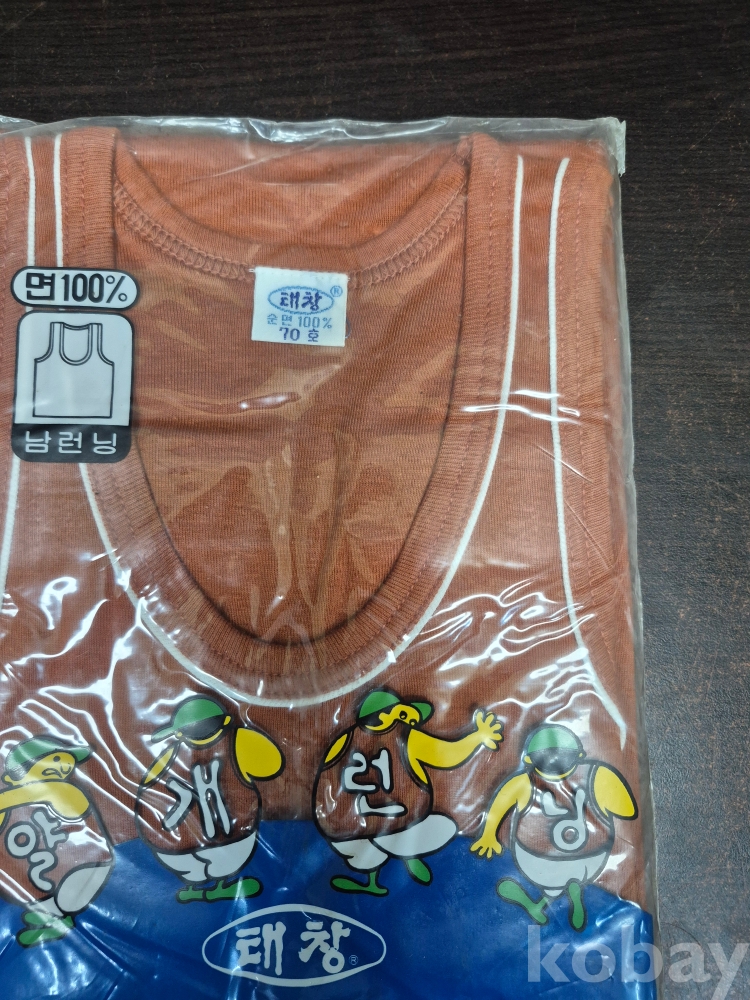 면100%
남런닝
태창®
순면 100%
70 호
알 개 런 닝
태창®
kobay